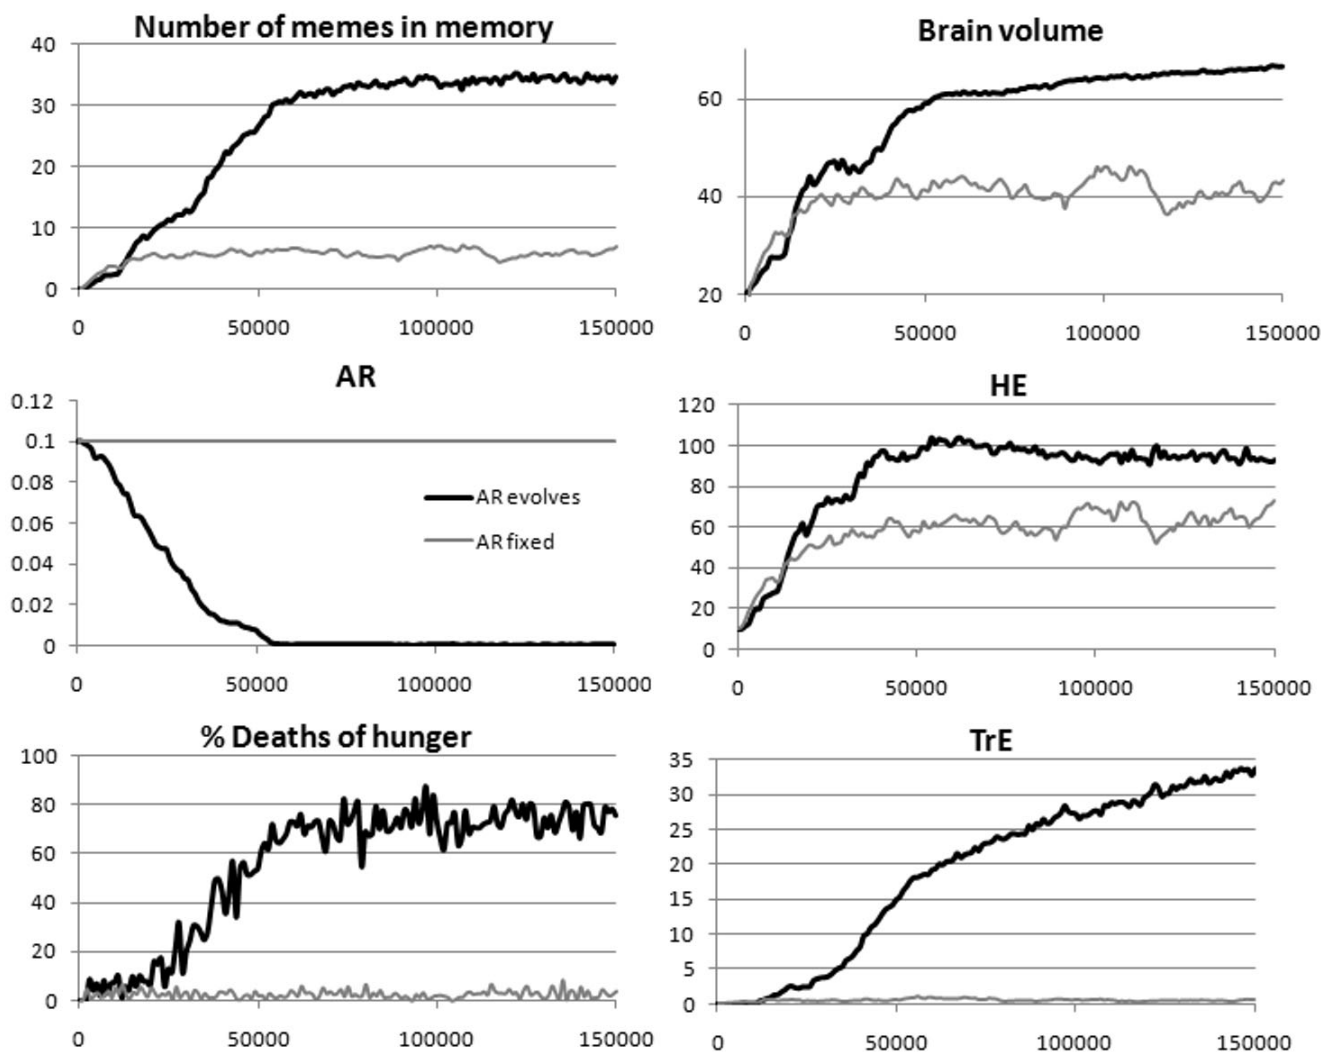 Number of memes in memory
40
30
20
10
0
0 50000 100000 150000
Brain volume
60
40
20
0 50000 100000 150000
AR
0.12
0.1
0.08
0.06
0.04
0.02
0
AR evolves
AR fixed
0 50000 100000 150000
HE
120
100
80
60
40
20
0
0 50000 100000 150000
% Deaths of hunger
100
80
60
40
20
0
0 50000 100000 150000
TrE
35
30
25
20
15
10
5
0
0 50000 100000 150000